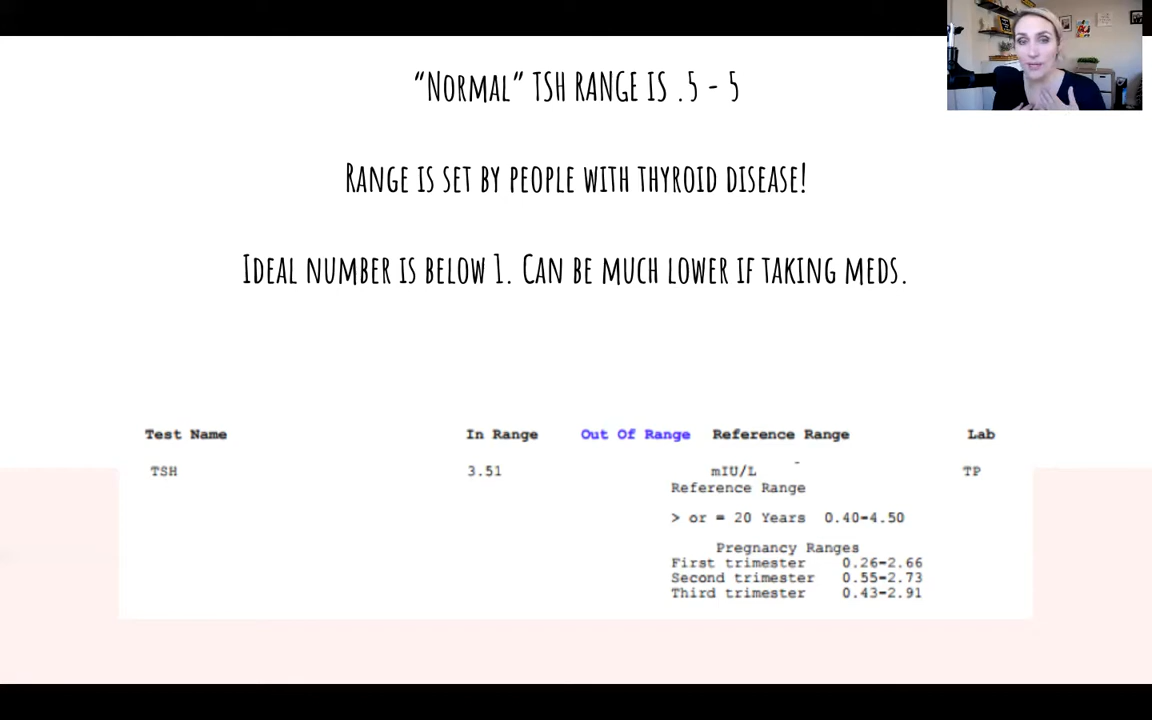 “Normal” TSH RANGE IS .5 - 5
Range is set by people with thyroid disease!
Ideal number is below 1. Can be much lower if taking meds.
Test Name In Range Out Of Range Reference Range Lab
TSH 3.51 mIU/L TP
Reference Range
> or = 20 Years 0.40-4.50
Pregnancy Ranges
First trimester 0.26-2.66
Second trimester 0.55-2.73
Third trimester 0.43-2.91